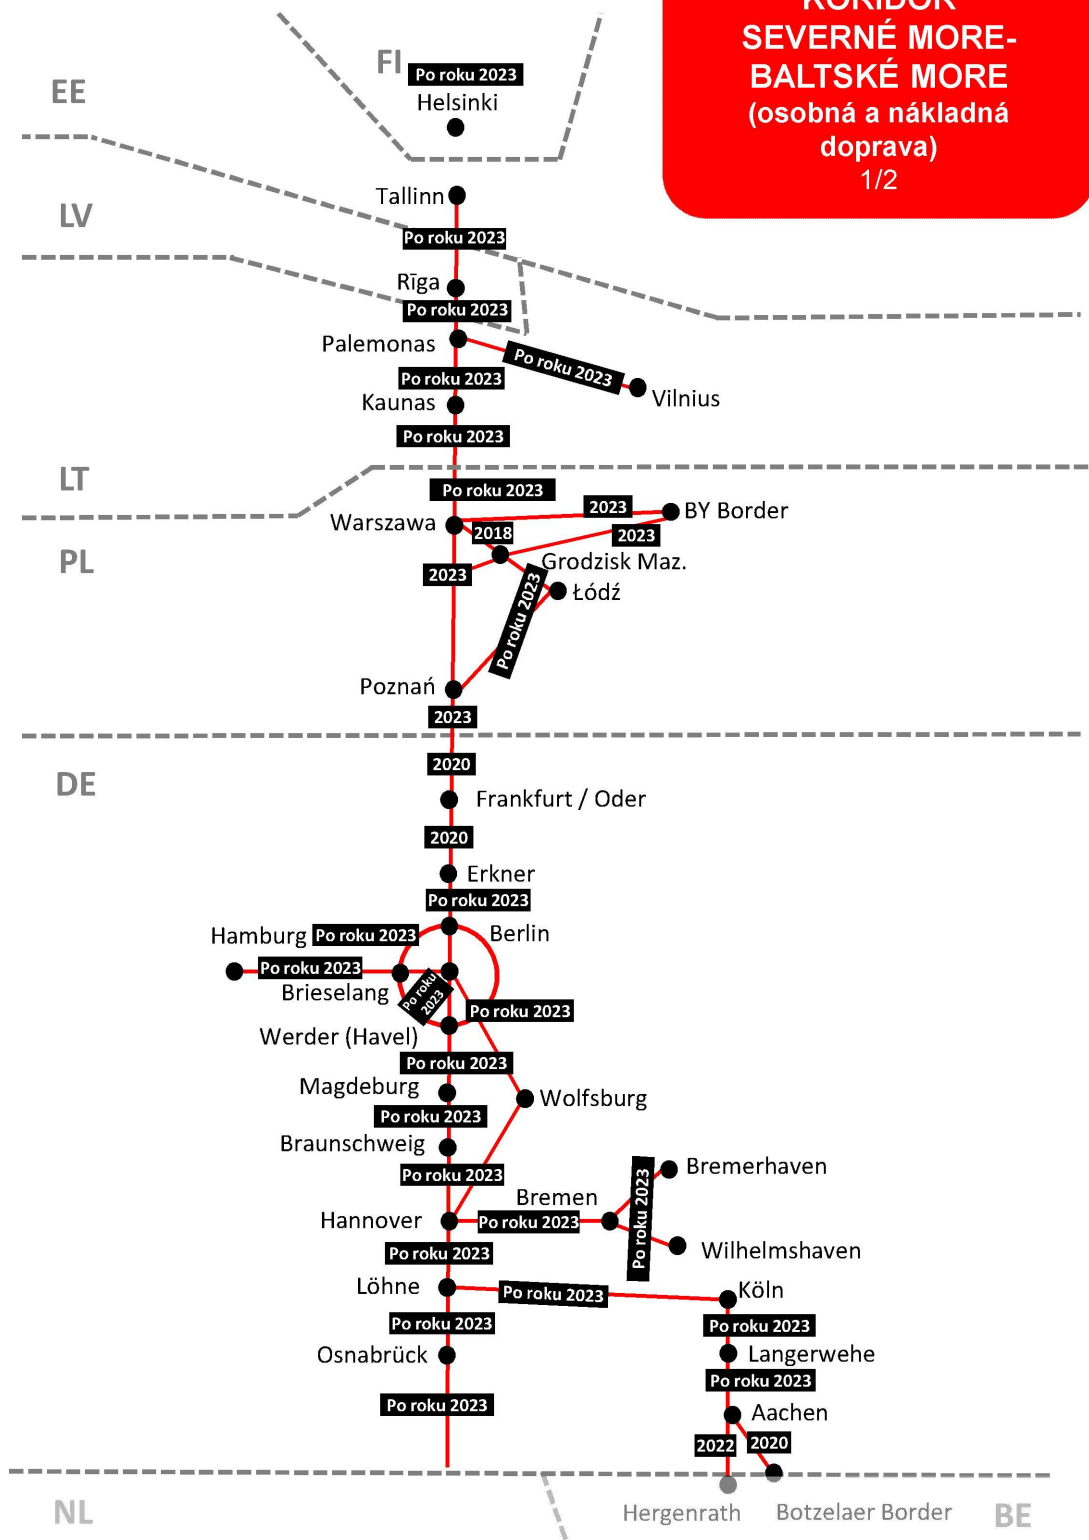 KORIDOR
SEVERNÉ MORE-
BALTSKÉ MORE
(osobná a nákladná
doprava)
1/2
FI
Po roku 2023
Helsinki
EE
Tallinn
LV
Po roku 2023
Rīga
Po roku 2023
Palemonas
Po roku 2023
Vilnius
Po roku 2023
Kaunas
Po roku 2023
LT
Po roku 2023
Warszawa
2023
BY Border
2018
2023
PL
Grodzisk Maz.
2023
Łódź
Po roku 2023
Poznań
2023
2020
DE
Frankfurt / Oder
2020
Erkner
Po roku 2023
Hamburg
Po roku 2023
Berlin
Po roku 2023
Brieselang
Po roku
2023
Po roku 2023
Werder (Havel)
Po roku 2023
Magdeburg
Wolfsburg
Po roku 2023
Braunschweig
Po roku 2023
Bremerhaven
Bremen
Po roku 2023
Hannover
Po roku 2023
Po roku 2023
Wilhelmshaven
Löhne
Po roku 2023
Köln
Po roku 2023
Po roku 2023
Osnabrück
Langerwehe
Po roku 2023
Po roku 2023
Aachen
2022
2020
NL
Hergenrath
Botzelaer Border
BE